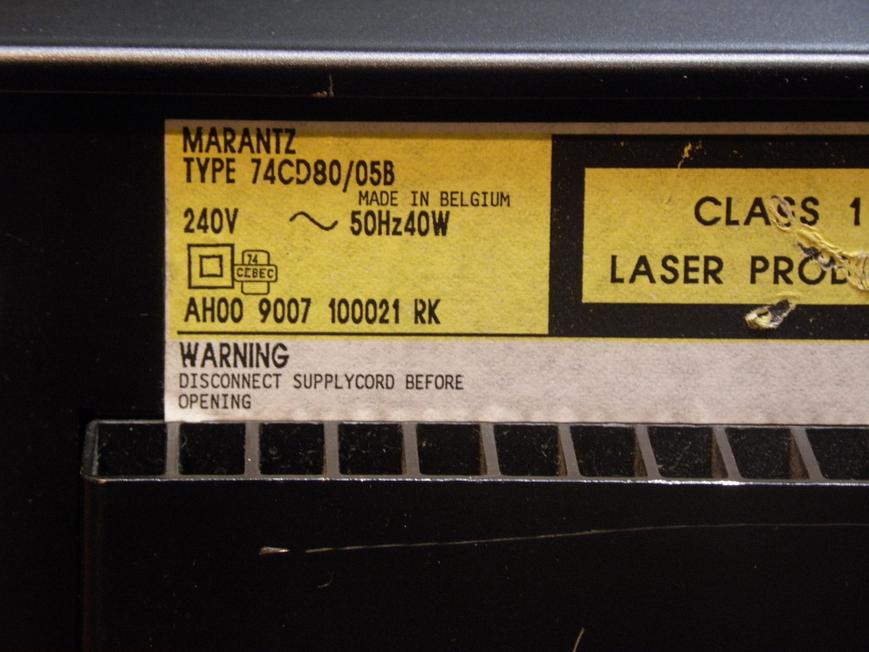 MARANTZ
TYPE 74CD80/05B
MADE IN BELGIUM
240V ~ 50Hz40W
74
CEBEC
AH00 9007 100021 RK
WARNING
DISCONNECT SUPPLYCORD BEFORE
OPENING
CLASS 1
LASER